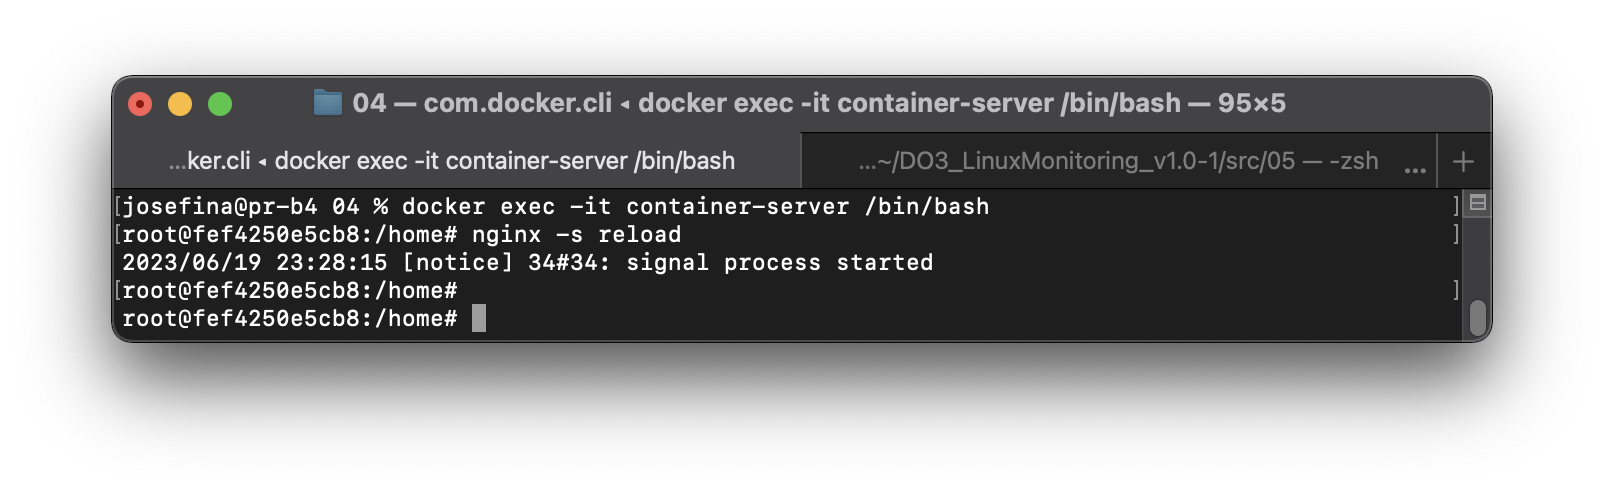 04 — com.docker.cli ◂ docker exec -it container-server /bin/bash — 95×5
...ker.cli ◂ docker exec -it container-server /bin/bash
...~/DO3_LinuxMonitoring_v1.0-1/src/05 — -zsh ...
[josefina@pr-b4 04 % docker exec -it container-server /bin/bash ]
[root@fef4250e5cb8:/home# nginx -s reload ]
2023/06/19 23:28:15 [notice] 34#34: signal process started
[root@fef4250e5cb8:/home# ]
root@fef4250e5cb8:/home#